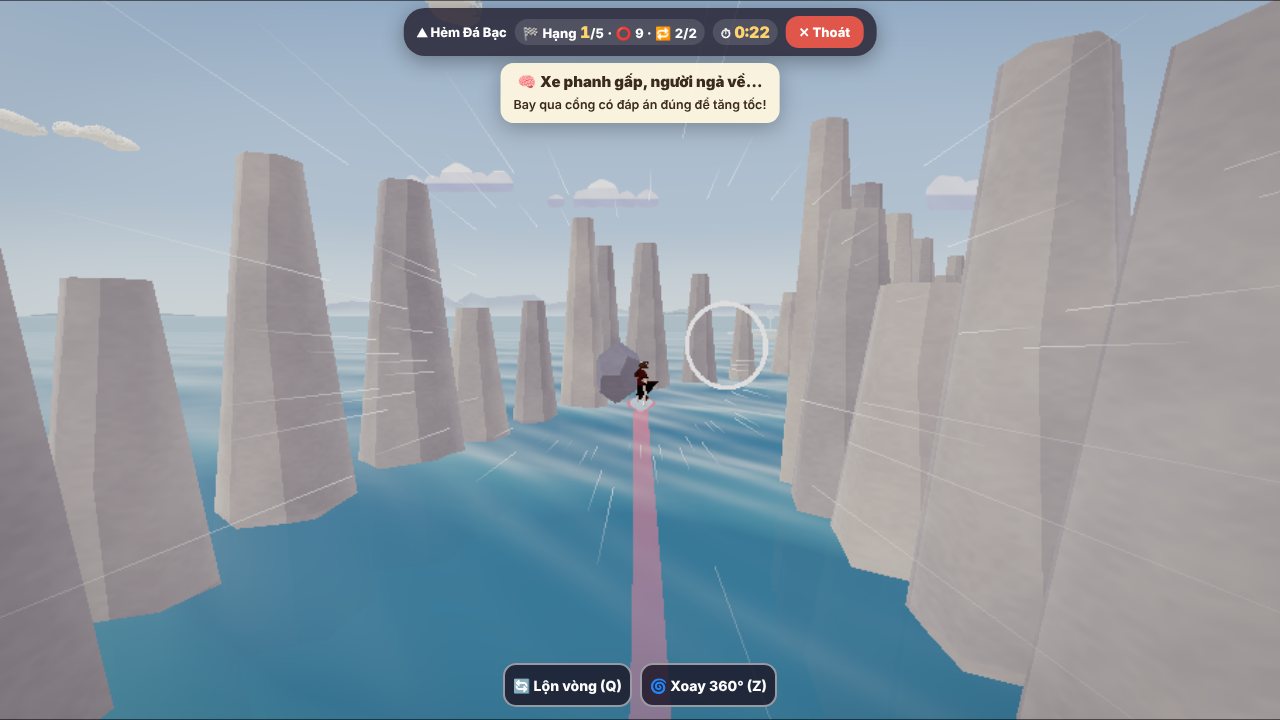 ▲ Hẻm Đá Bạc 🏁 Hạng 1/5 · ⭕ 9 · 🔁 2/2 ⏱ 0:22 ✕ Thoát
🧠 Xe phanh gấp, người ngả về…
Bay qua cổng có đáp án đúng để tăng tốc!
🔄 Lộn vòng (Q) 🌀 Xoay 360° (Z)